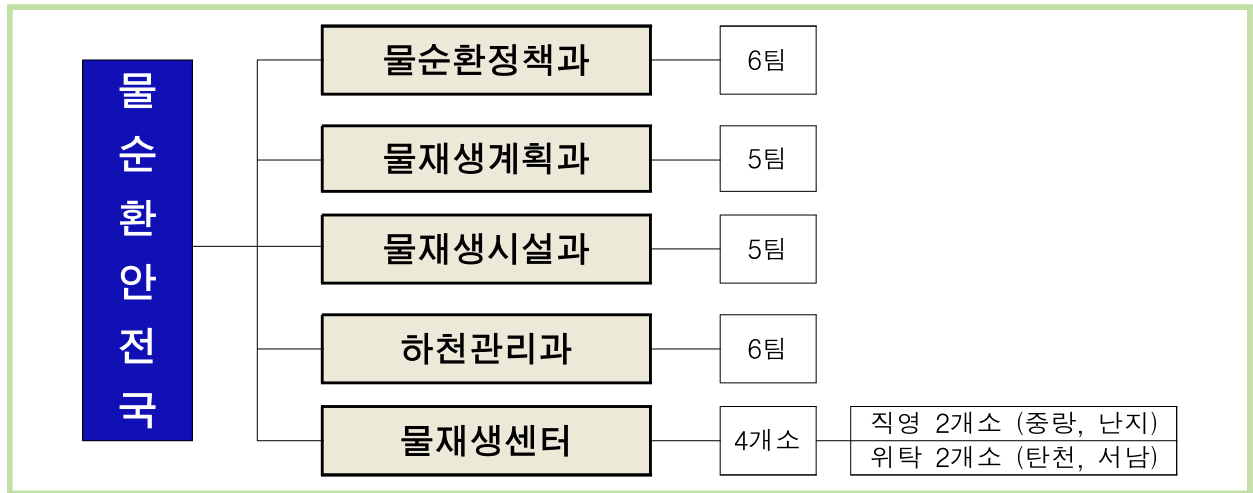 물순환안전국
물순환정책과
6팀
물재생계획과
5팀
물재생시설과
5팀
하천관리과
6팀
물재생센터
4개소
직영 2개소 (중랑, 난지)
위탁 2개소 (탄천, 서남)